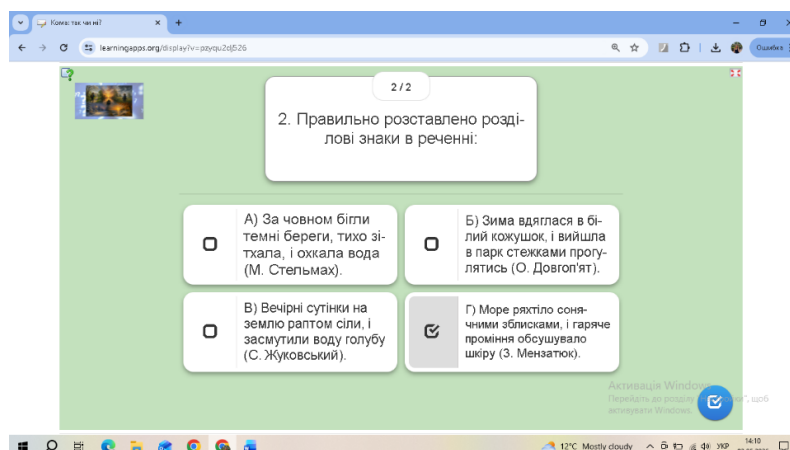 Кома: так чи ні?
learningapps.org/display?v=pzyqu2cj526
Ошибка
2 / 2
2. Правильно розставлено розді-
лові знаки в реченні:
А) За човном бігли
темні береги, тихо зі-
тхала, і охкала вода
(М. Стельмах).
Б) Зима вдяглася в бі-
лий кожушок, і вийшла
в парк стежками прогу-
лятись (О. Довгоп'ят).
В) Вечірні сутінки на
землю раптом сіли, і
засмутили воду голубу
(С. Жуковський).
Г) Море ряхтіло соня-
чними зблисками, і гаряче
проміння обсушувало
шкіру (З. Мензатюк).
Активація Windows
Перейдіть до розділу ", щоб
активувати Windows.
12°C Mostly cloudy
УКР
14:10